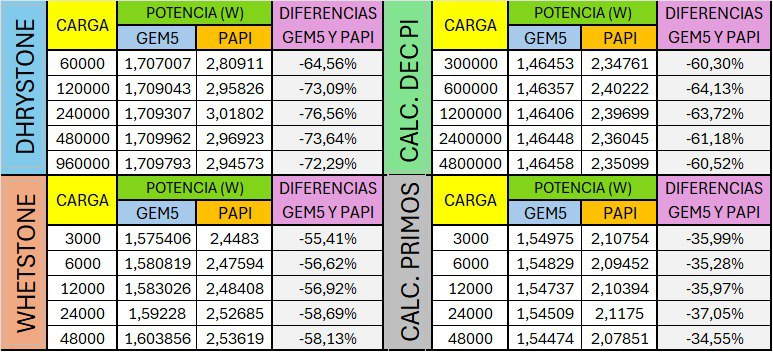 DHRYSTONE
CARGA POTENCIA (W) DIFERENCIAS GEM5 Y PAPI
GEM5 PAPI
60000 1,707007 2,80911 -64,56%
120000 1,709043 2,95826 -73,09%
240000 1,709307 3,01802 -76,56%
480000 1,709962 2,96923 -73,64%
960000 1,709793 2,94573 -72,29%
CALC. DEC PI
CARGA POTENCIA (W) DIFERENCIAS GEM5 Y PAPI
GEM5 PAPI
300000 1,46453 2,34761 -60,30%
600000 1,46357 2,40222 -64,13%
1200000 1,46406 2,39699 -63,72%
2400000 1,46448 2,36045 -61,18%
4800000 1,46458 2,35099 -60,52%
WHETSTONE
CARGA POTENCIA (W) DIFERENCIAS GEM5 Y PAPI
GEM5 PAPI
3000 1,575406 2,4483 -55,41%
6000 1,580819 2,47594 -56,62%
12000 1,583026 2,48408 -56,92%
24000 1,59228 2,52685 -58,69%
48000 1,603856 2,53619 -58,13%
CALC. PRIMOS
CARGA POTENCIA (W) DIFERENCIAS GEM5 Y PAPI
GEM5 PAPI
3000 1,54975 2,10754 -35,99%
6000 1,54829 2,09452 -35,28%
12000 1,54737 2,10394 -35,97%
24000 1,54509 2,1175 -37,05%
48000 1,54474 2,07851 -34,55%